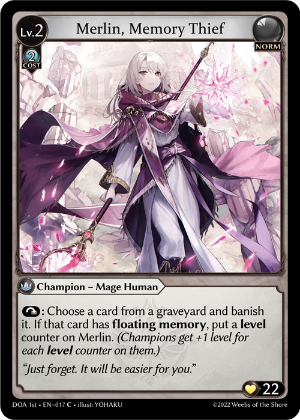 Lv.2 Merlin, Memory Thief
NORM
2
COST
Champion – Mage Human
: Choose a card from a graveyard and banish
it. If that card has floating memory, put a level
counter on Merlin. (Champions get +1 level for
each level counter on them.)
“Just forget. It will be easier for you.”
22
DOA 1st • EN–017 C • illust: YOHAKU
©2022 Weebs of the Shore